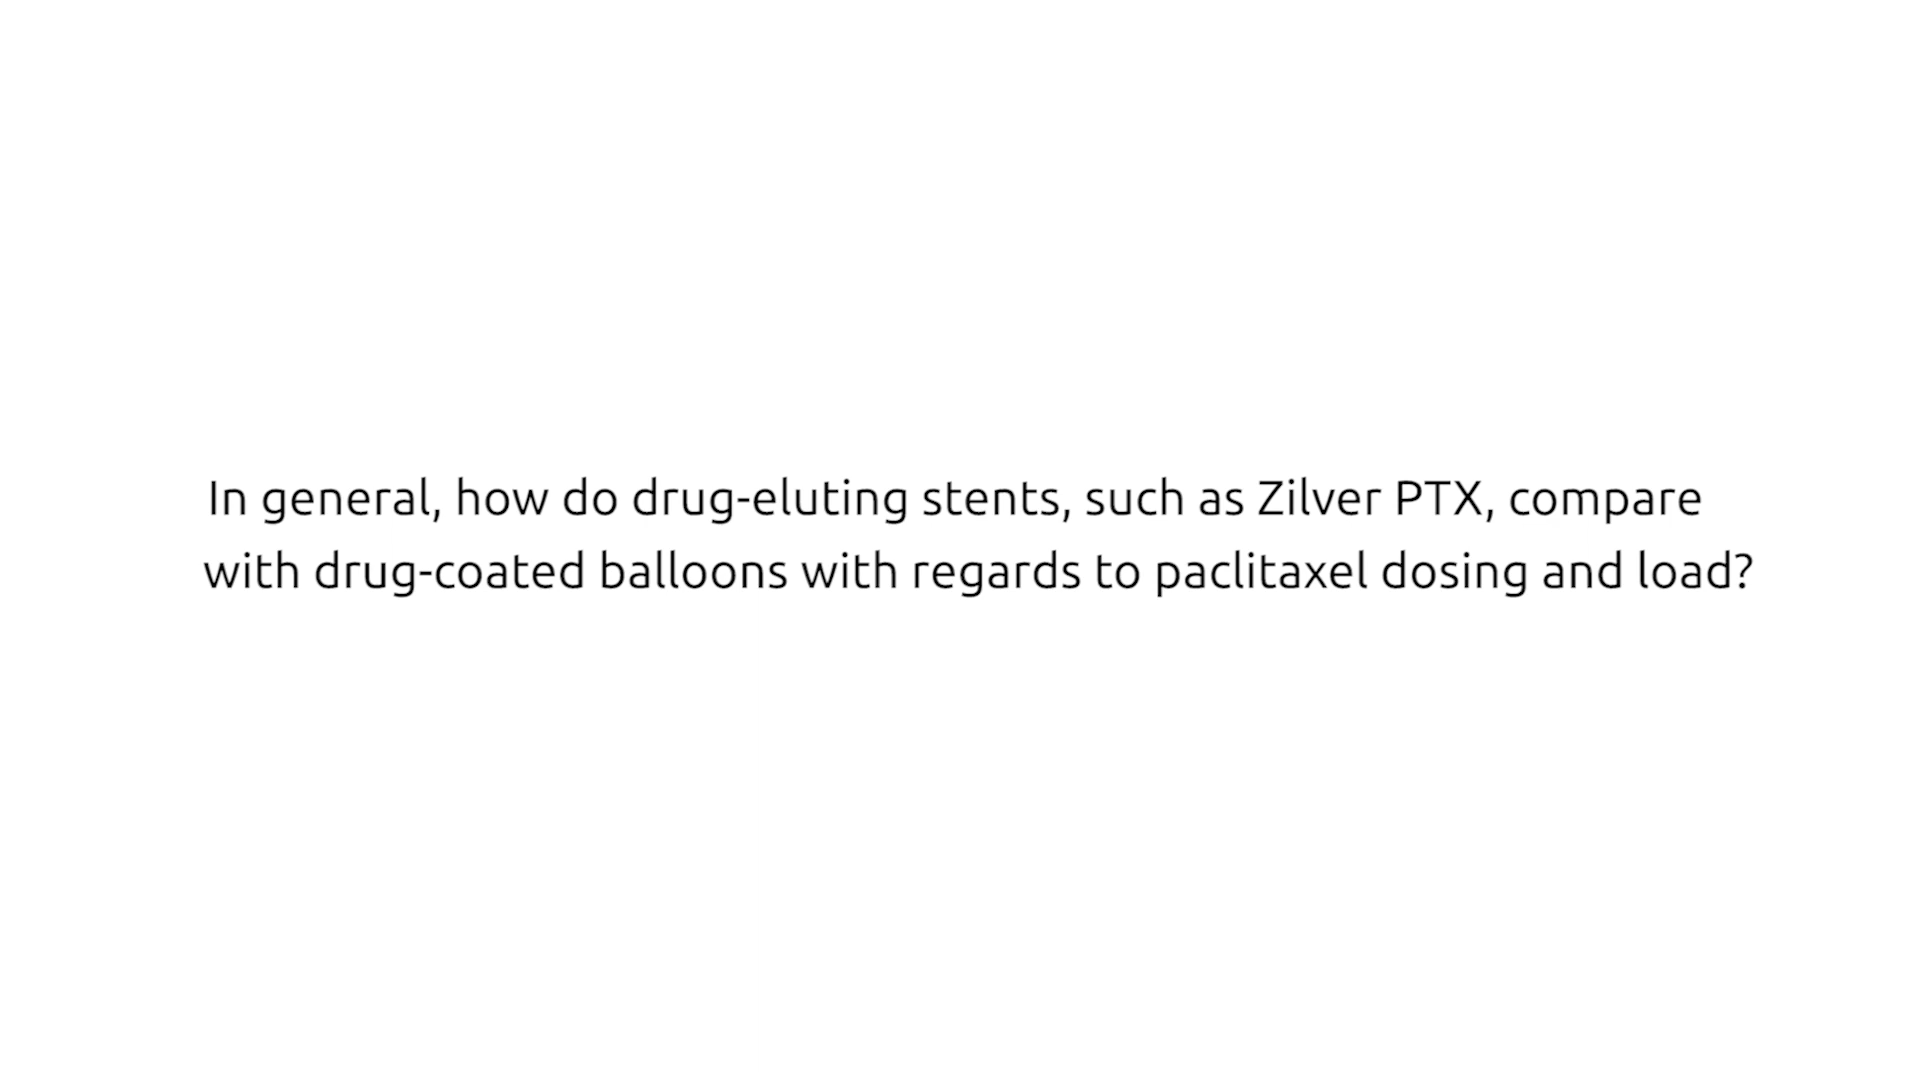 In general, how do drug-eluting stents, such as Zilver PTX, compare
with drug-coated balloons with regards to paclitaxel dosing and load?